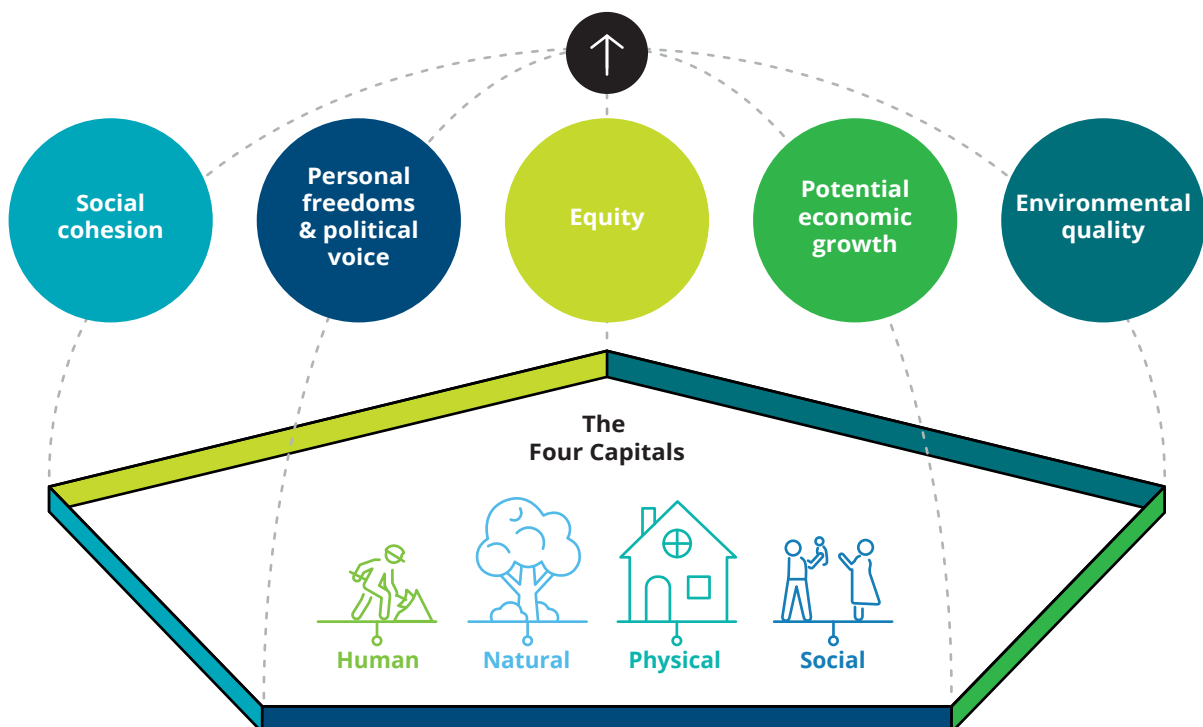 Social
cohesion
Personal
freedoms
& political
voice
Equity
Potential
economic
growth
Environmental
quality
The
Four Capitals
Human
Natural
Physical
Social